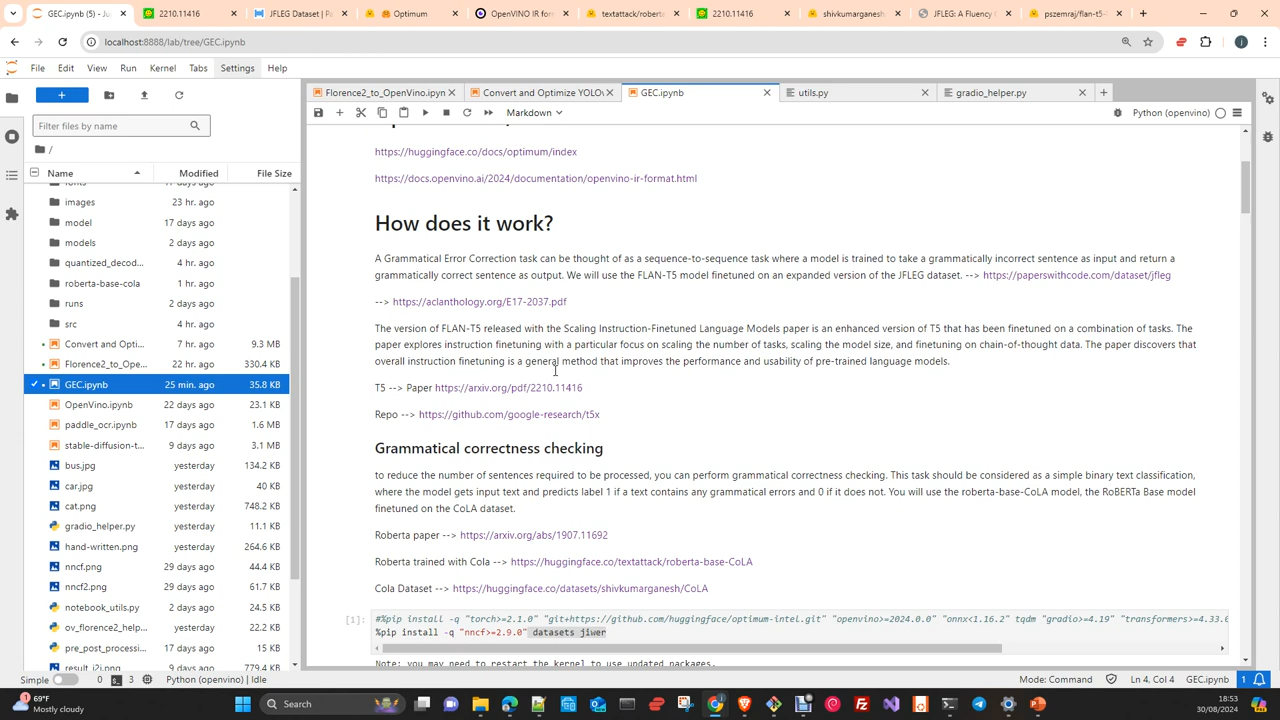 GEC.ipynb (5) - Ju
2210.11416
JFLEG Dataset | Pa
Optimum
OpenVINO IR for
textattack/roberta
2210.11416
shivkumarganesh
JFLEG: A Fluency
pszemraj/flan-t5-
localhost:8888/lab/tree/GEC.ipynb
File Edit View Run Kernel Tabs Settings Help
Florence2_to_OpenVino.ipyn
Convert and Optimize YOLOv
GEC.ipynb
utils.py
gradio_helper.py
Filter files by name
Markdown
Python (openvino)
/
Name Modified File Size
fonts 17 days ago
images 23 hr. ago
model 17 days ago
models 2 days ago
quantized_decod... 4 hr. ago
roberta-base-cola 1 hr. ago
runs 2 days ago
src 4 hr. ago
Convert and Opti... 7 hr. ago 9.3 MB
Florence2_to_Ope... 22 hr. ago 330.4 KB
GEC.ipynb 25 min. ago 35.8 KB
OpenVino.ipynb 22 days ago 23.1 KB
paddle_ocr.ipynb 17 days ago 1.6 MB
stable-diffusion-t... 9 days ago 3.1 MB
bus.jpg yesterday 134.2 KB
car.jpg yesterday 40 KB
cat.png yesterday 748.2 KB
gradio_helper.py yesterday 11.1 KB
hand-written.png yesterday 264.6 KB
nncf.png 29 days ago 44.4 KB
nncf2.png 29 days ago 61.7 KB
notebook_utils.py 2 days ago 24.5 KB
ov_florence2_help... yesterday 22.2 KB
pre_post_processi... yesterday 15 KB
result_i2i.png yesterday 779.4 KB
https://huggingface.co/docs/optimum/index
https://docs.openvino.ai/2024/documentation/openvino-ir-format.html
How does it work?
A Grammatical Error Correction task can be thought of as a sequence-to-sequence task where a model is trained to take a grammatically incorrect sentence as input and return a
grammatically correct sentence as output. We will use the FLAN-T5 model finetuned on an expanded version of the JFLEG dataset. --> https://paperswithcode.com/dataset/jfleg
--> https://aclanthology.org/E17-2037.pdf
The version of FLAN-T5 released with the Scaling Instruction-Finetuned Language Models paper is an enhanced version of T5 that has been finetuned on a combination of tasks. The
paper explores instruction finetuning with a particular focus on scaling the number of tasks, scaling the model size, and finetuning on chain-of-thought data. The paper discovers that
overall instruction finetuning is a general method that improves the performance and usability of pre-trained language models.
T5 --> Paper https://arxiv.org/pdf/2210.11416
Repo --> https://github.com/google-research/t5x
Grammatical correctness checking
to reduce the number of sentences required to be processed, you can perform grammatical correctness checking. This task should be considered as a simple binary text classification,
where the model gets input text and predicts label 1 if a text contains any grammatical errors and 0 if it does not. You will use the roberta-base-CoLA model, the RoBERTa Base model
finetuned on the CoLA dataset.
Roberta paper --> https://arxiv.org/abs/1907.11692
Roberta trained with Cola --> https://huggingface.co/textattack/roberta-base-CoLA
Cola Dataset --> https://huggingface.co/datasets/shivkumarganesh/CoLA
[1]: #%pip install -q "torch>=2.1.0" "git+https://github.com/huggingface/optimum-intel.git" "openvino>=2024.0.0" "onnx<1.16.2" tqdm "gradio>=4.19" "transformers>=4.33.0
%pip install -q "nncf>=2.9.0" datasets jiwer
Note: you may need to restart the kernel to use updated packages.
Simple 0 3 Python (openvino) | Idle
Mode: Command Ln 4, Col 4 GEC.ipynb 1
69°F
Mostly cloudy
Search
ESP
18:53
30/08/2024